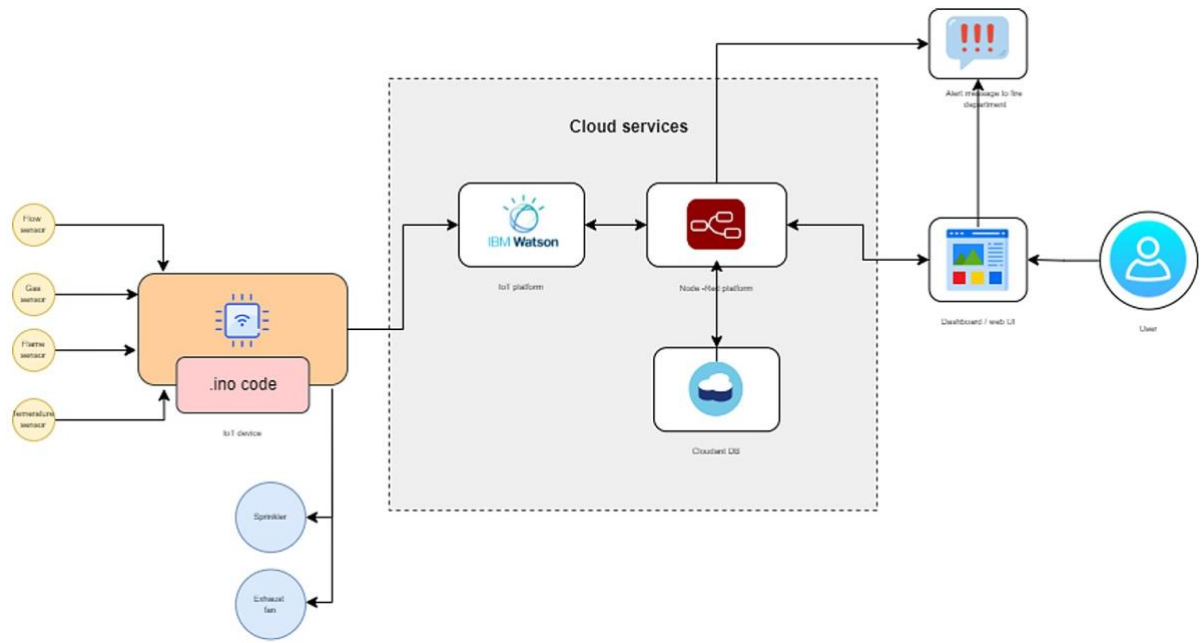 Alert message to fire
department
Cloud services
IBM Watson
IoT platform
Node -Red platform
Dashboard / web UI
User
Cloudant DB
Flow
sensor
Gas
sensor
Flame
sensor
Temerature
sensor
.ino code
IoT device
Sprinkler
Exhaust
fan